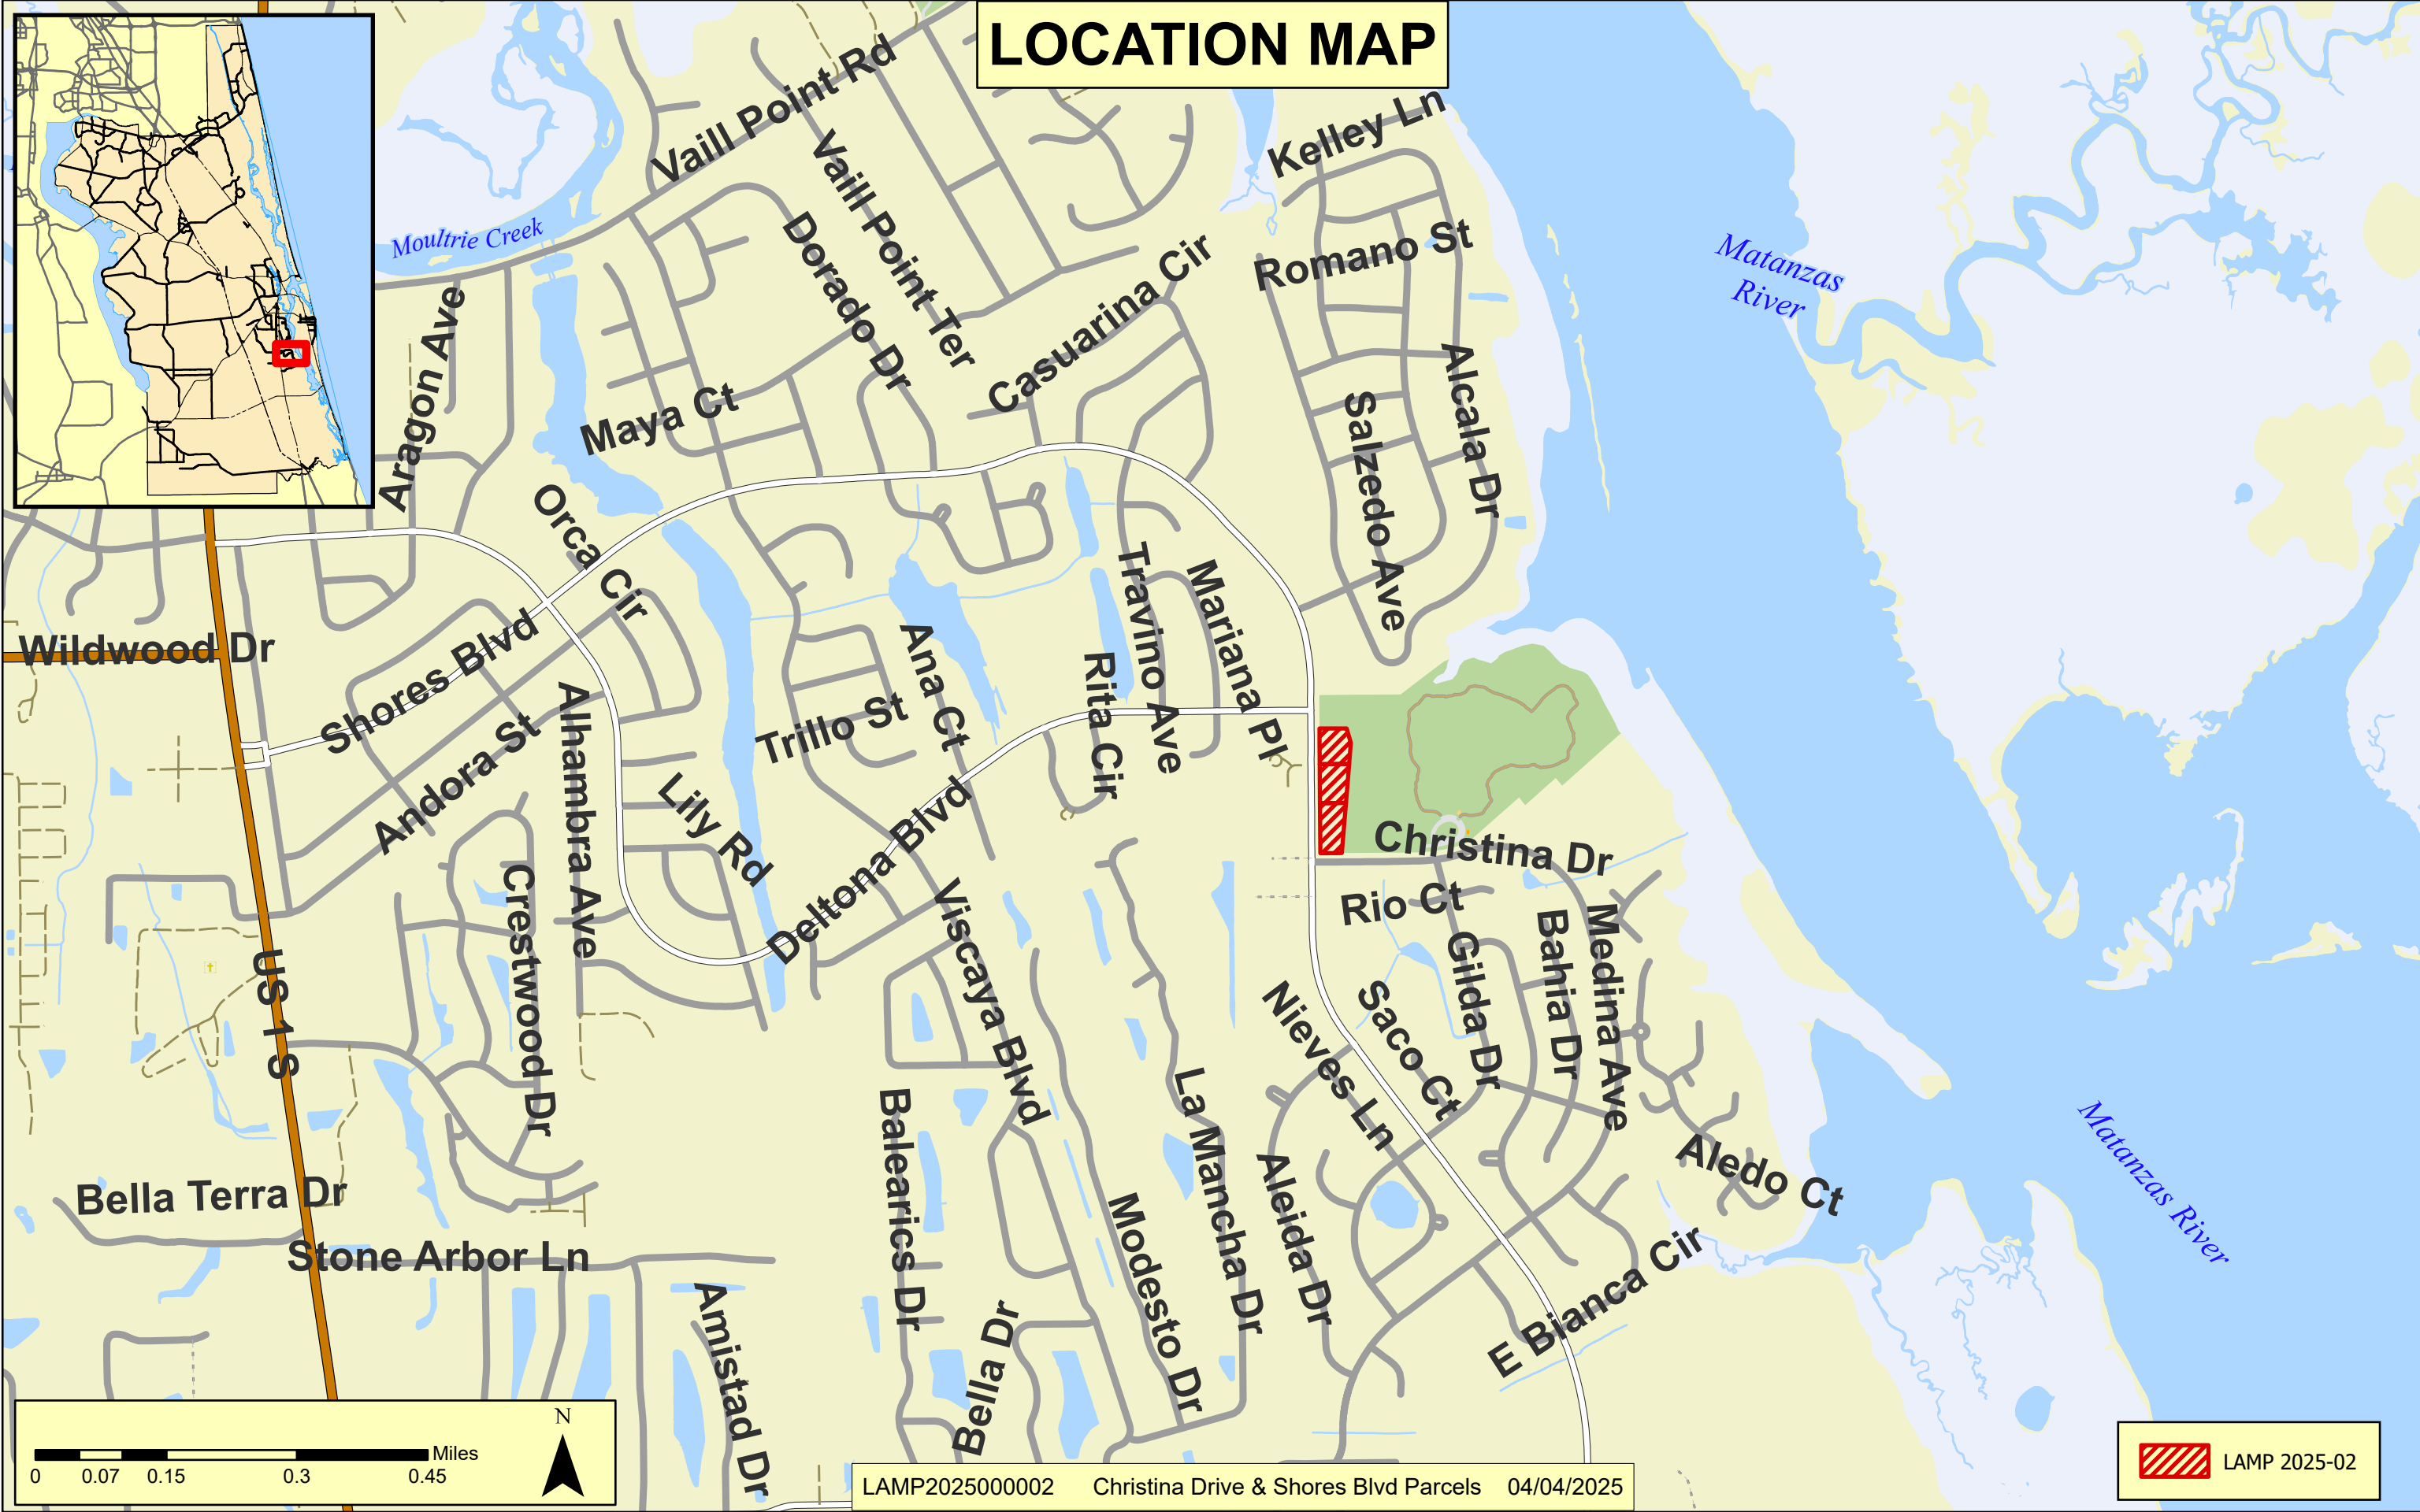 LOCATION MAP
Vaill Point Rd
Kelley Ln
Vaill Point Ter
Moultrie Creek
Dorado Dr
Casuarina Cir
Romano St
Matanzas
River
Aragon Ave
Maya Ct
Salzedo Ave
Alcala Dr
Orca Cir
Travino Ave
Mariana Pl
Wildwood Dr
Shores Blvd
Ana Ct
Rita Cir
Trillo St
Andora St
Alhambra Ave
Lily Rd
Deltona Blvd
Christina Dr
Crestwood Dr
Viscaya Blvd
Rio Ct
Gilda Dr
Bahia Dr
Medina Ave
US 1 S
Nieves Ln
Saco Ct
La Mancha Dr
Balearics Dr
Matanzas River
Aledo Ct
Aleida Dr
Bella Terra Dr
Modesto Dr
Stone Arbor Ln
E Bianca Cir
Amistad Dr
Bella Dr
N
Miles
0 0.07 0.15 0.3 0.45
LAMP2025000002 Christina Drive & Shores Blvd Parcels 04/04/2025
LAMP 2025-02